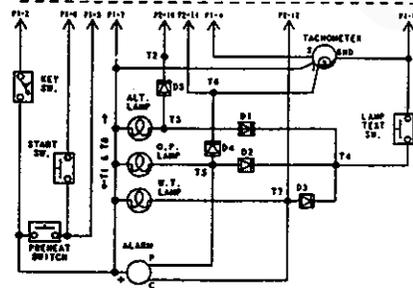 P1-2
P1-4
P1-5
P1-7
P2-10
P2-11
P1-6
P2-12
TACHOMETER
S
GND
T2
KEY
SW.
D5
T6
ALT.
LAMP
T3
D1
LAMP
TEST
SW.
START
SW.
O.P.
LAMP
D4
D2
T4
T5
W.T.
LAMP
T7
D3
PREHEAT
SWITCH
ALARM
P
+
C